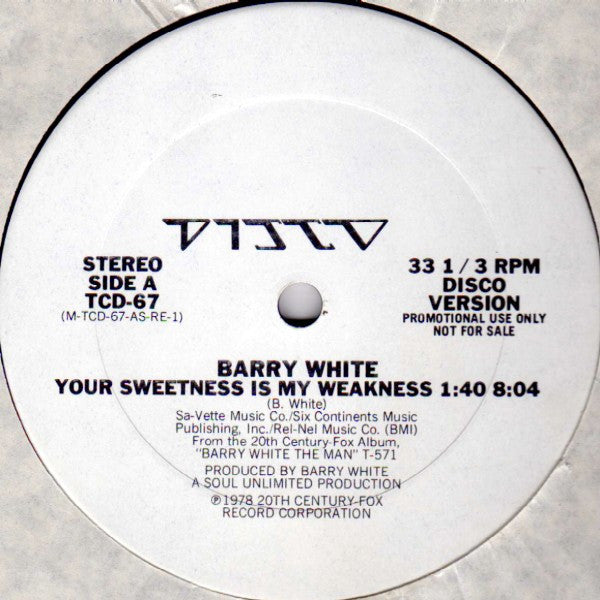 DISCO
STEREO
SIDE A
TCD-67
(M-TCD-67-AS-RE-1)
33 1/3 RPM
DISCO
VERSION
PROMOTIONAL USE ONLY
NOT FOR SALE
BARRY WHITE
YOUR SWEETNESS IS MY WEAKNESS 1:40 8:04
(B. White)
Sa-Vette Music Co./Six Continents Music
Publishing, Inc./Rel-Nel Music Co. (BMI)
From the 20th Century-Fox Album,
"BARRY WHITE THE MAN" T-571
PRODUCED BY BARRY WHITE
A SOUL UNLIMITED PRODUCTION
℗1978 20TH CENTURY-FOX
RECORD CORPORATION